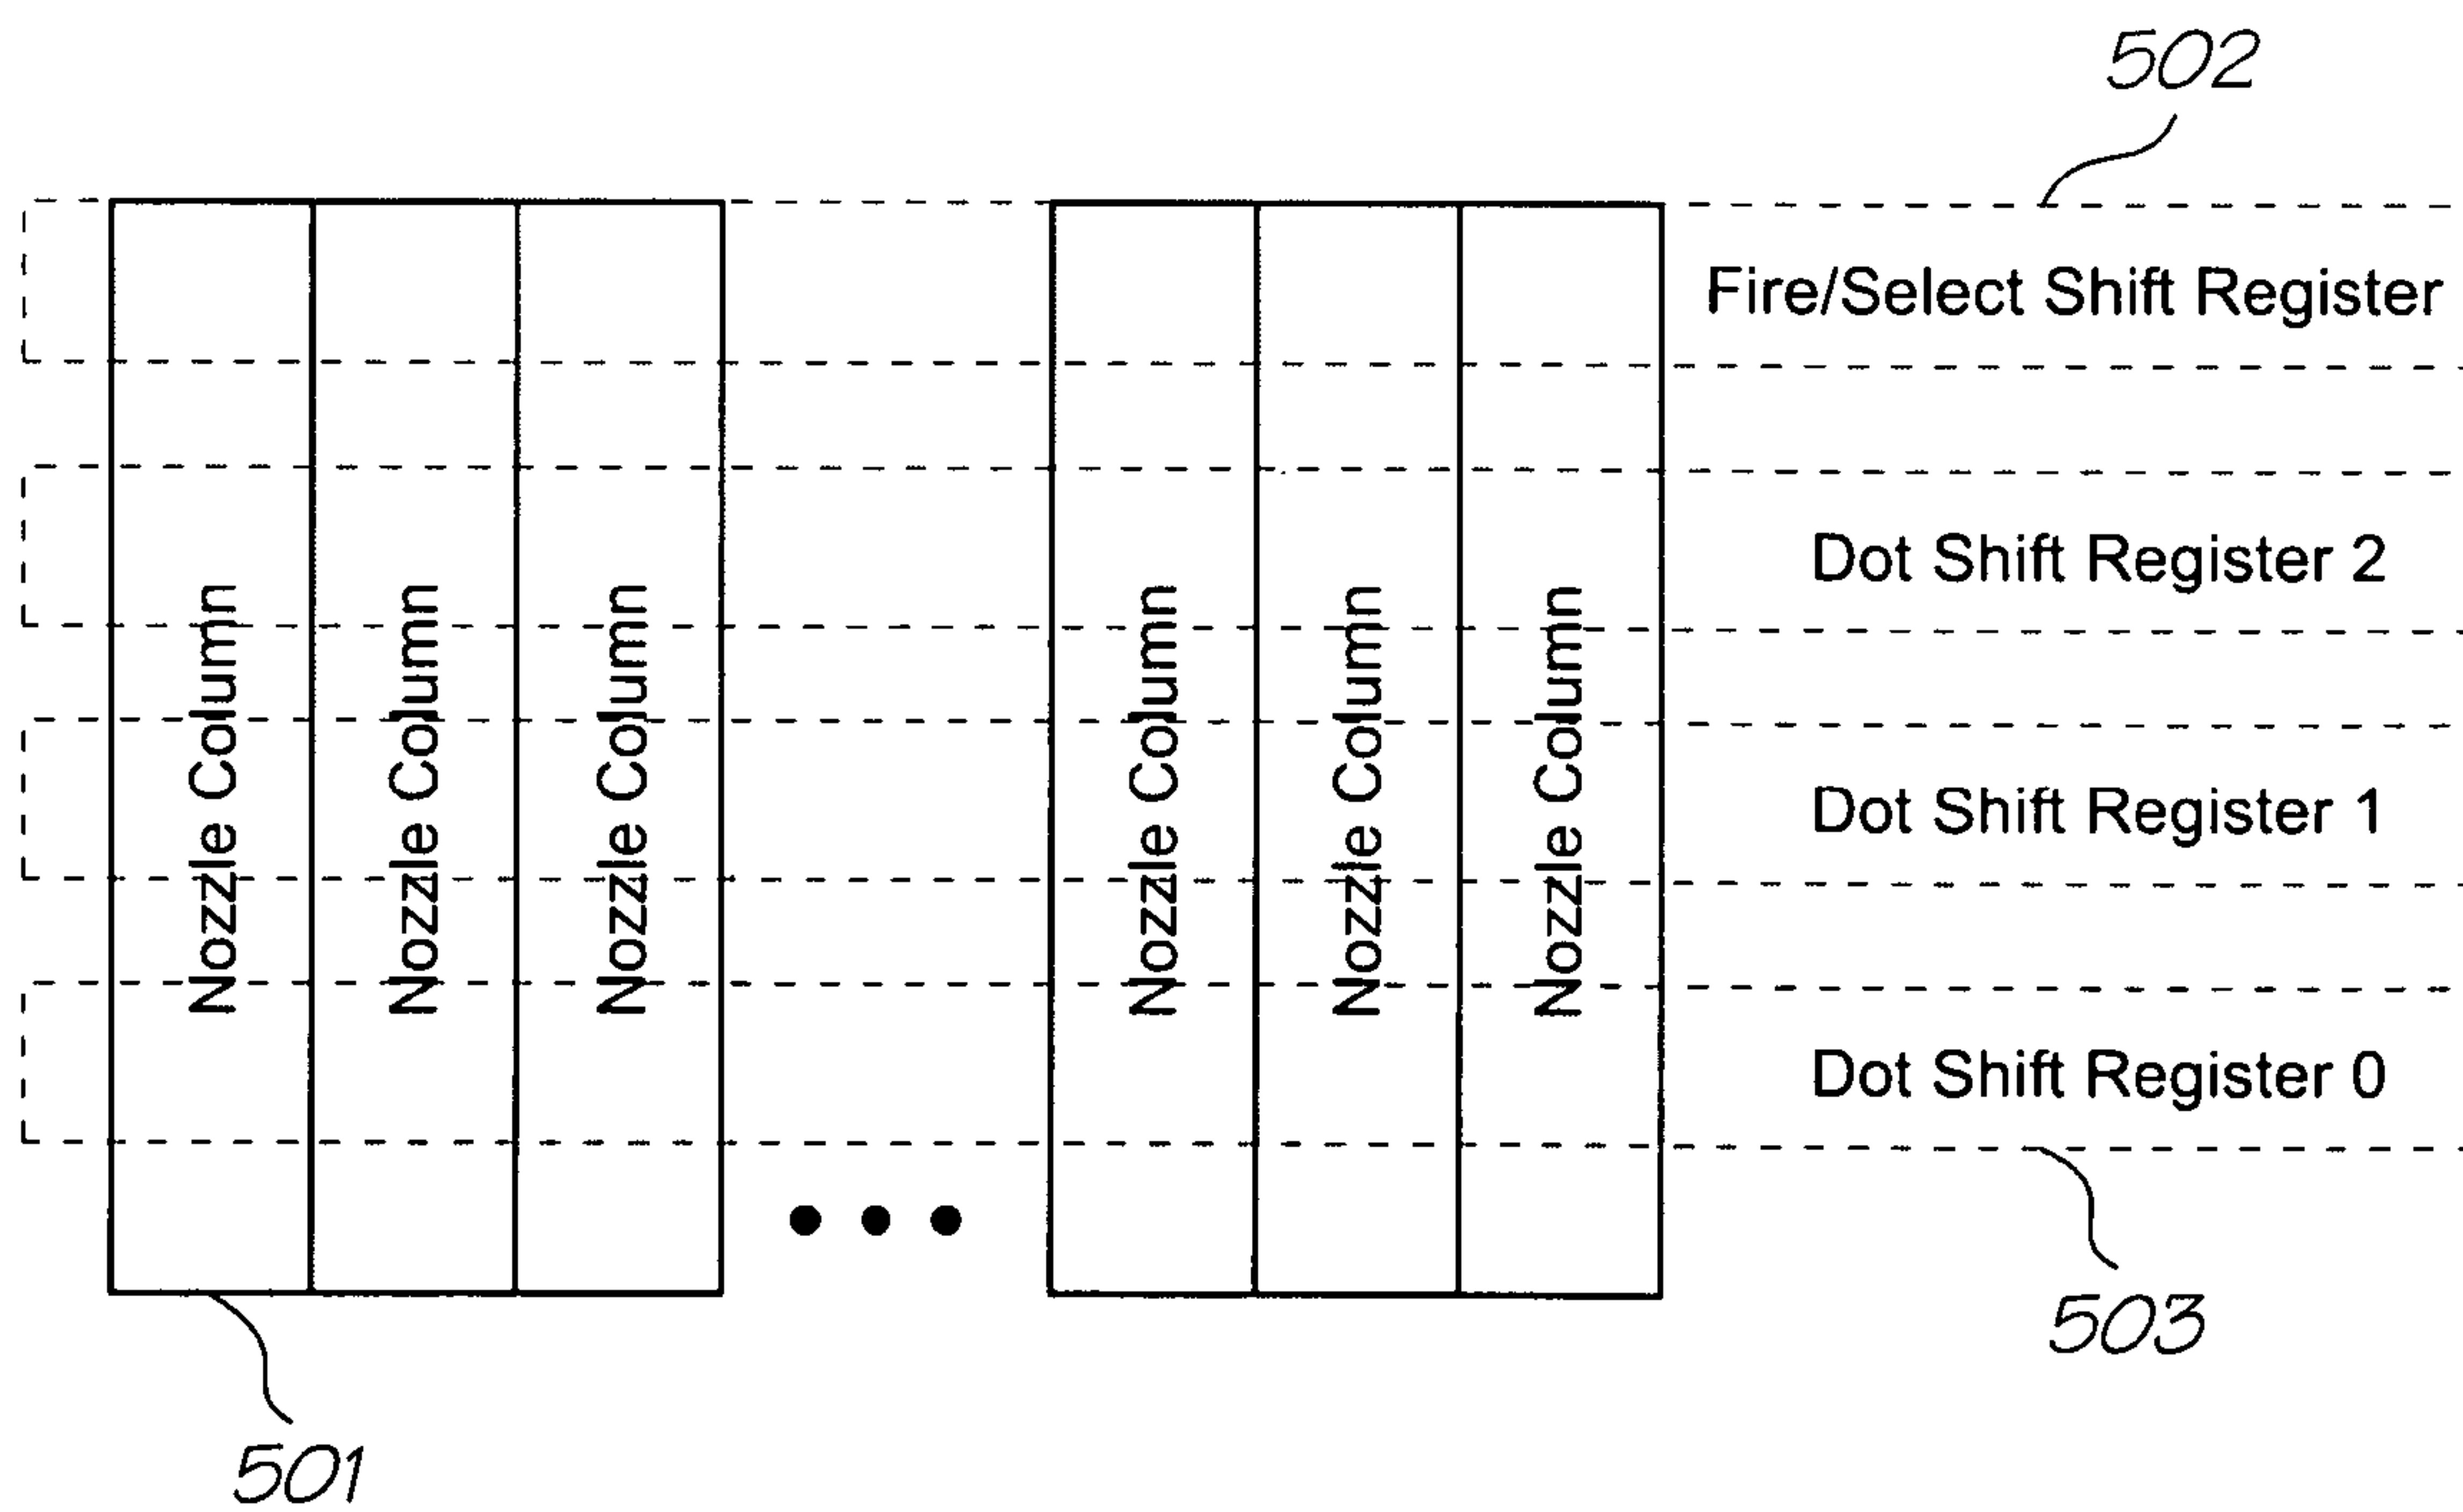 502
Fire/Select Shift Register
Dot Shift Register 2
Nozzle Column
Nozzle Column
Nozzle Column
Nozzle Column
Nozzle Column
Nozzle Column
Dot Shift Register 1
Dot Shift Register 0
503
501